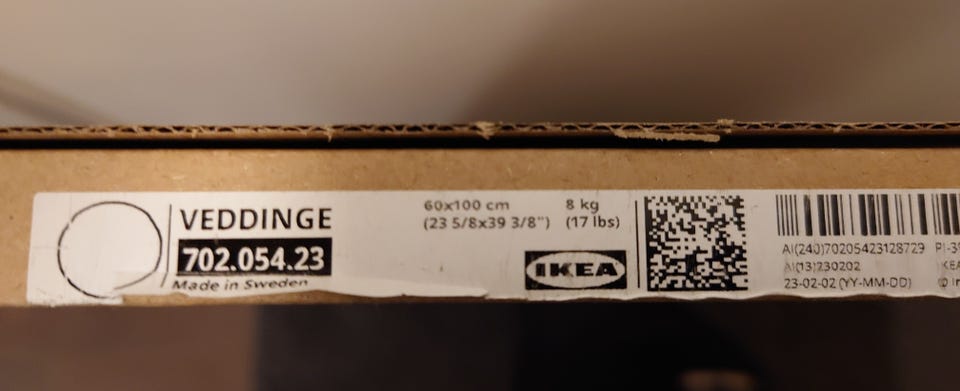 VEDDINGE
702.054.23
Made in Sweden
60x100 cm
(23 5/8x39 3/8")
8 kg
(17 lbs)
IKEA
AI(240)70205423128729
AI(13)230202
23-02-02 (YY-MM-DD)